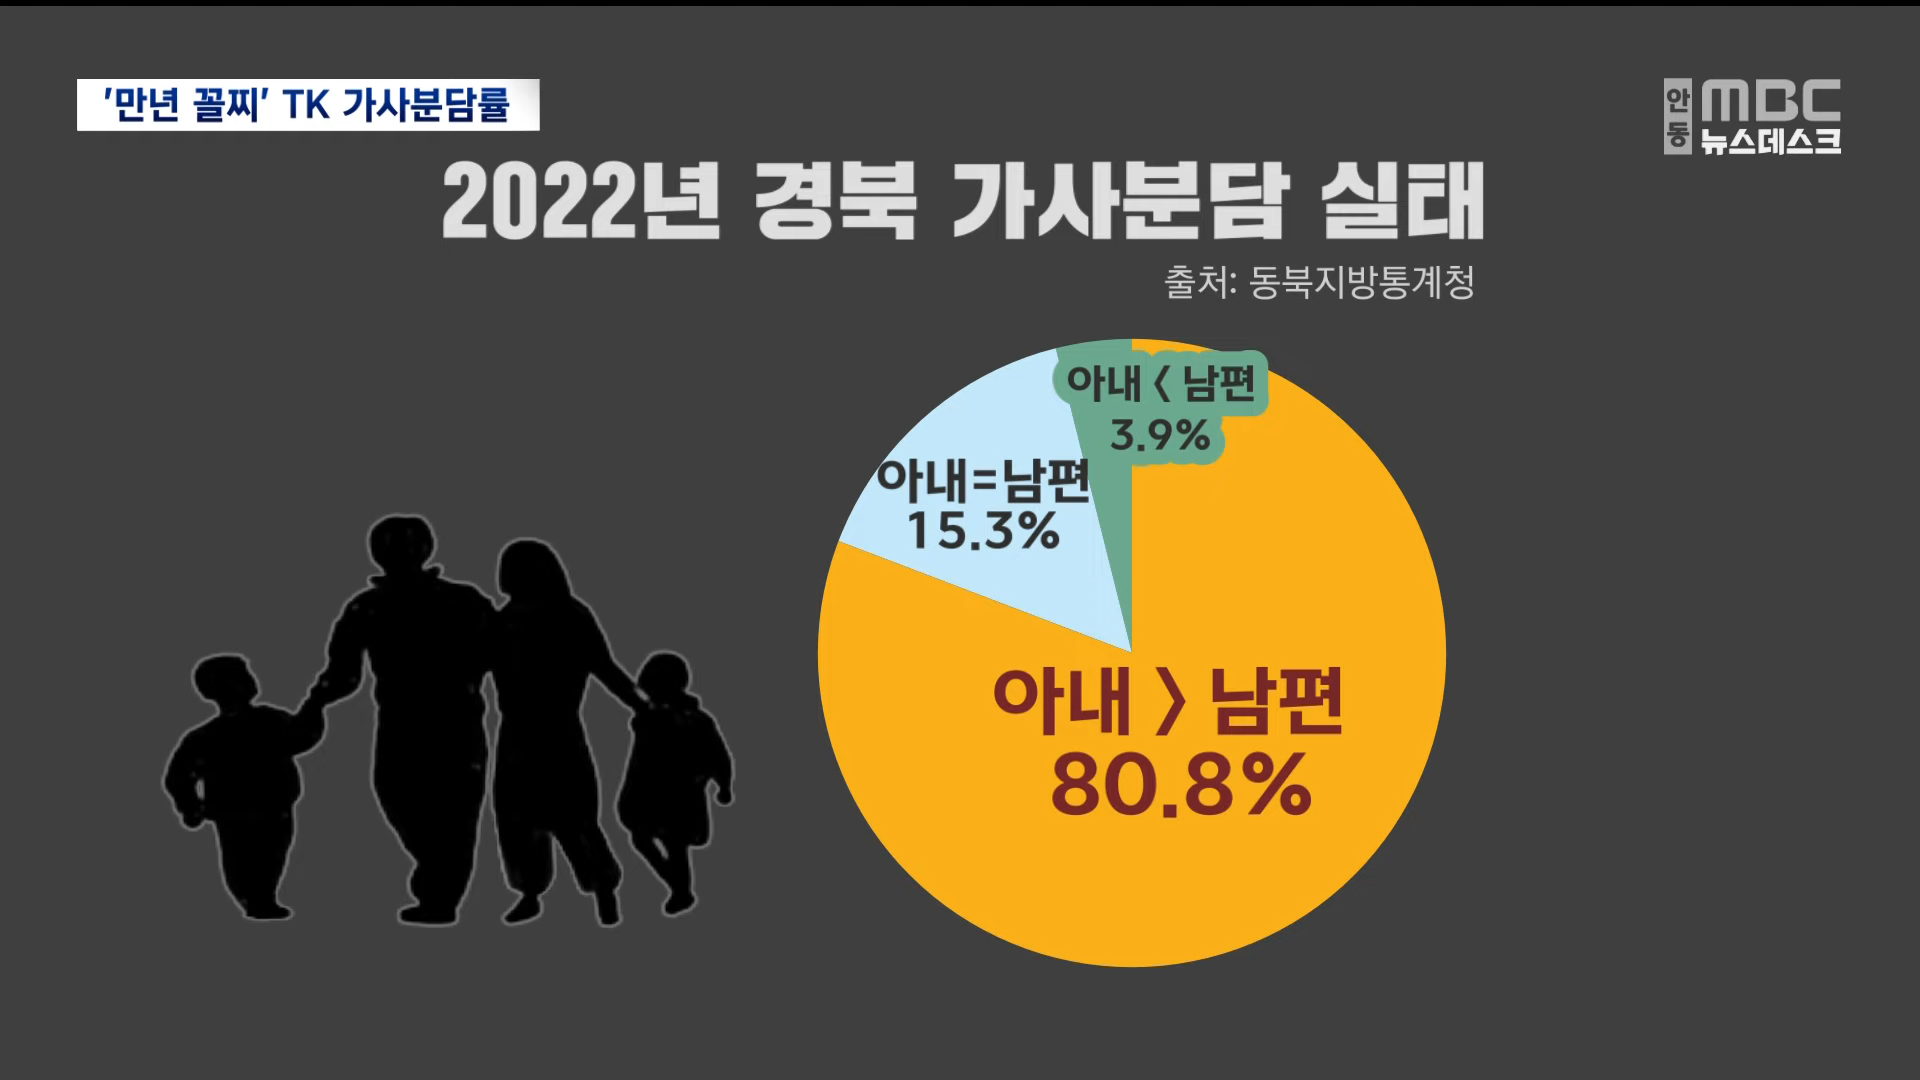 '만년 꼴찌' TK 가사분담률
안동
MBC
뉴스데스크
2022년 경북 가사분담 실태
출처: 동북지방통계청
아내 < 남편
3.9%
아내=남편
15.3%
아내 > 남편
80.8%